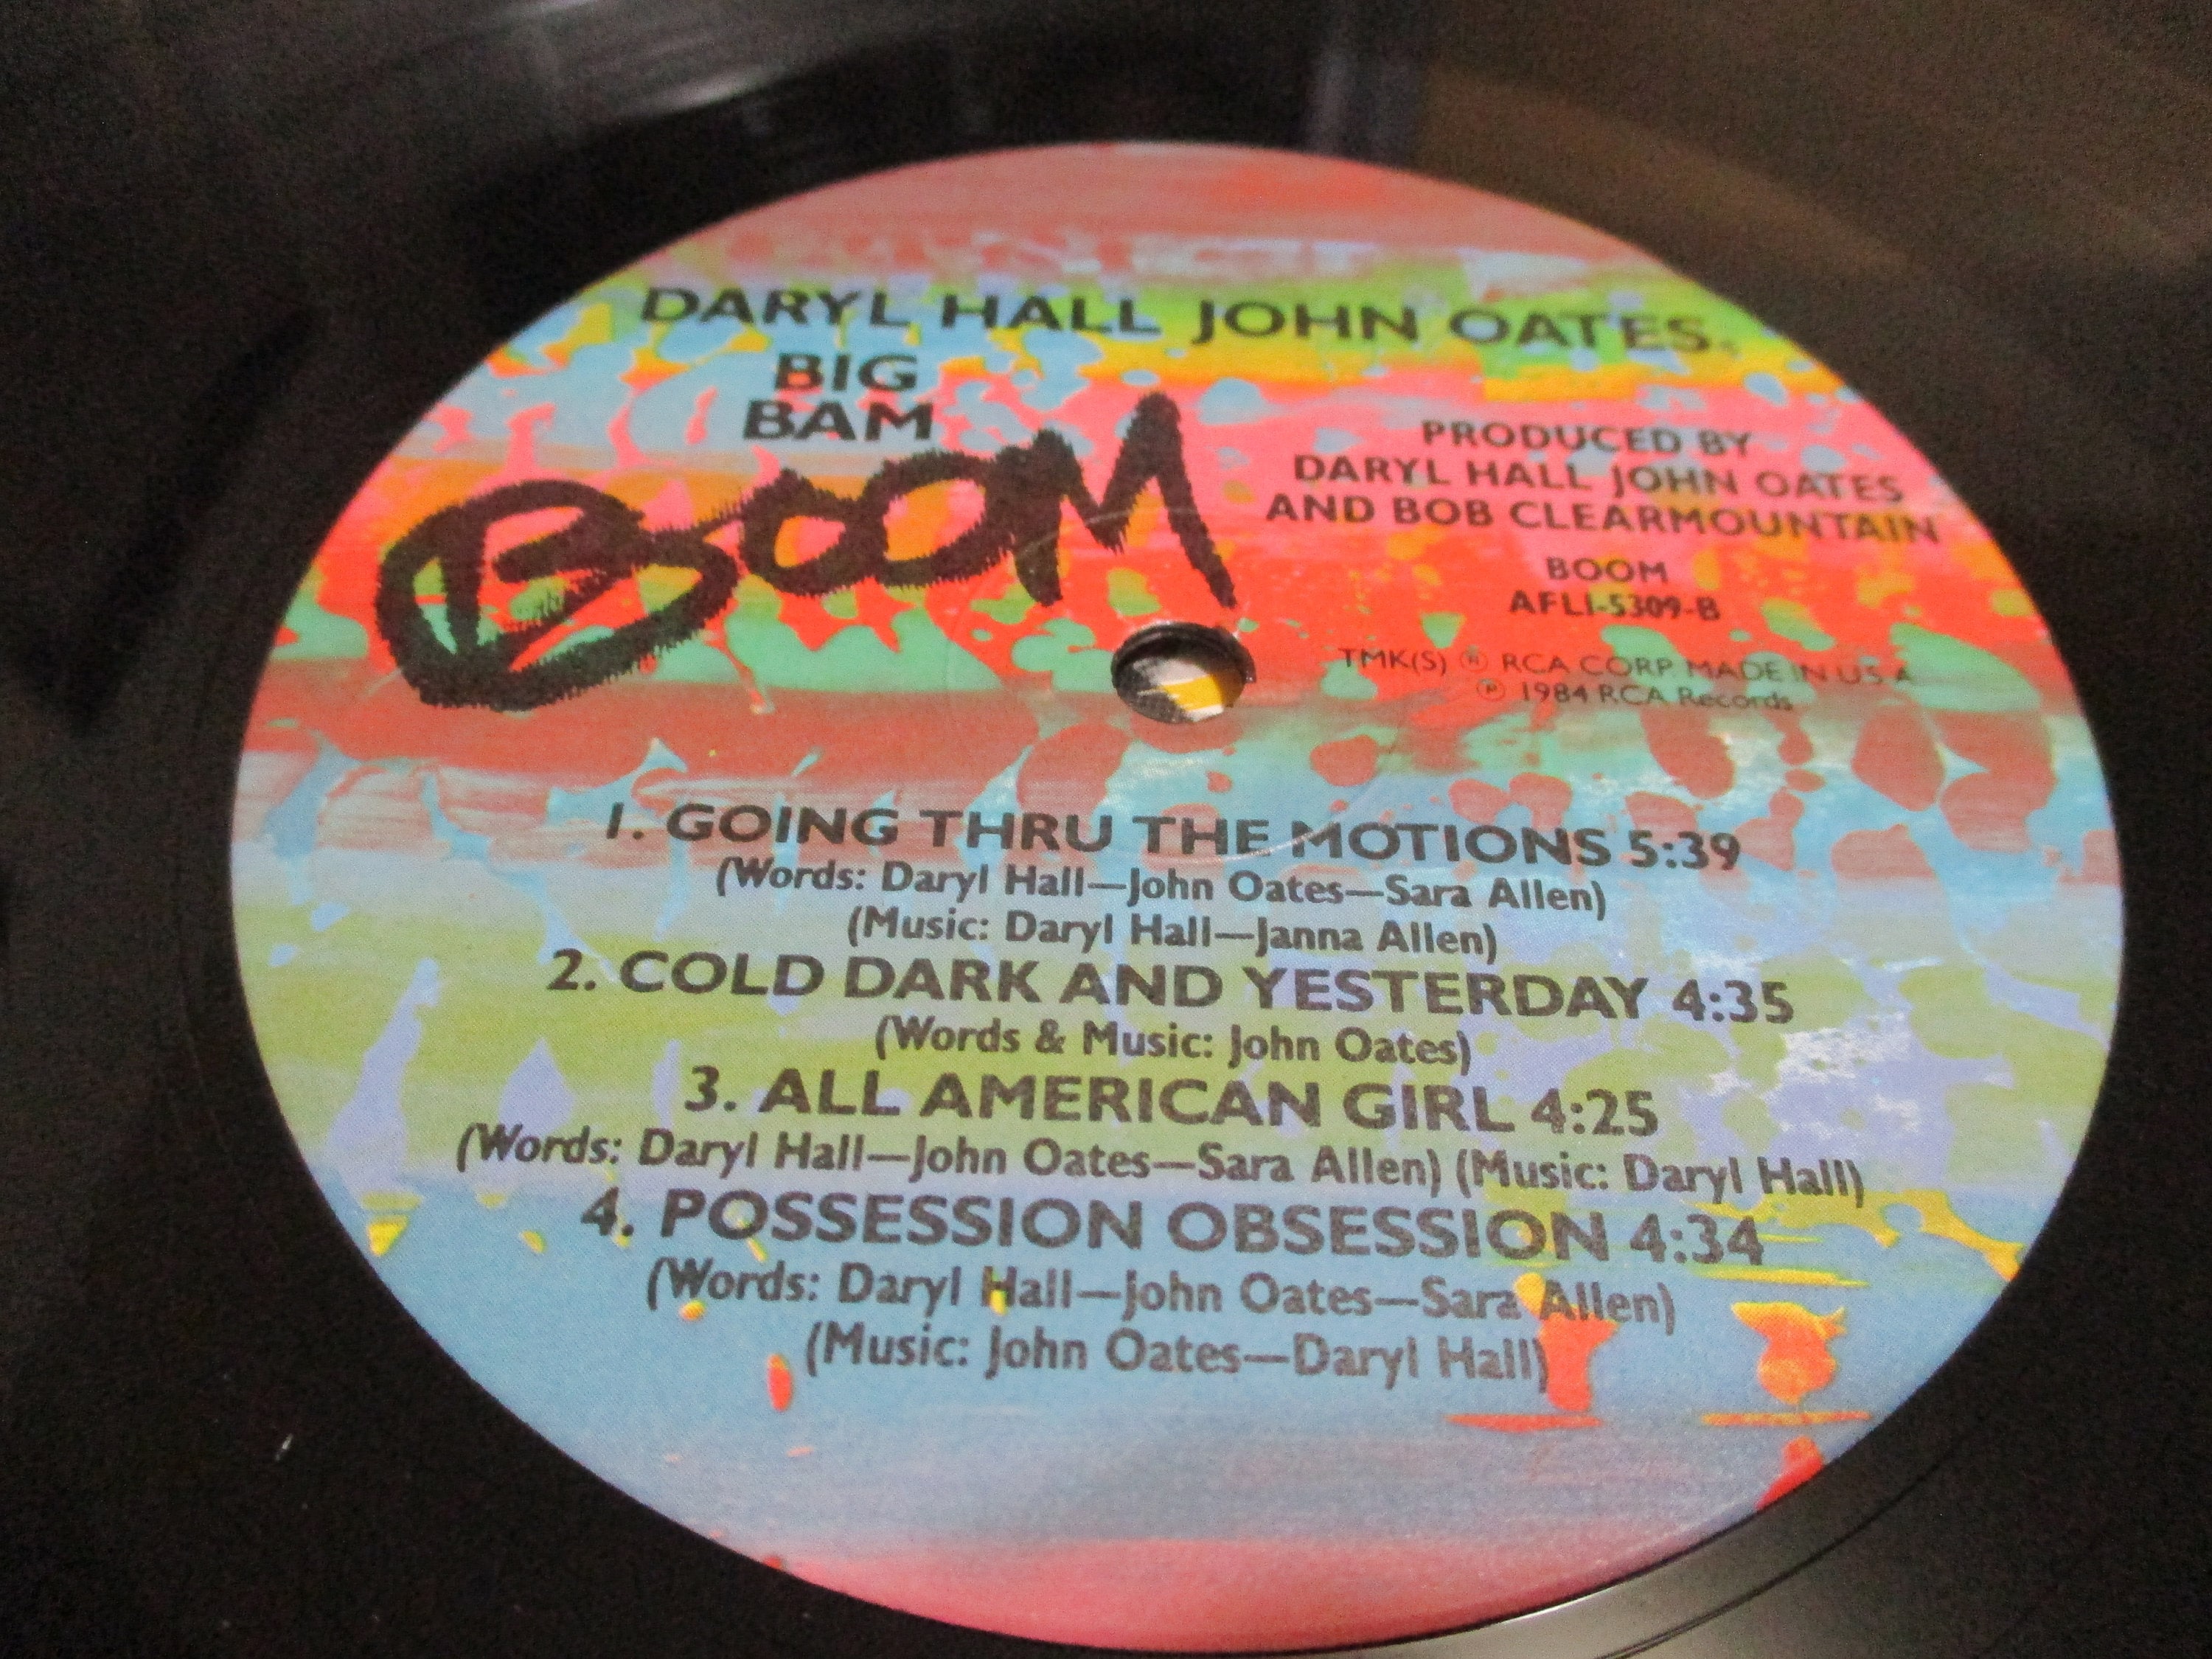 DARYL HALL JOHN OATES.
BIG
BAM
BOOM
PRODUCED BY
DARYL HALL JOHN OATES
AND BOB CLEARMOUNTAIN
BOOM
AFL1-5309-B
TMK(S) ® RCA CORP. MADE IN U.S.A.
℗ 1984 RCA Records
1. GOING THRU THE MOTIONS 5:39
(Words: Daryl Hall—John Oates—Sara Allen)
(Music: Daryl Hall—Janna Allen)
2. COLD DARK AND YESTERDAY 4:35
(Words & Music: John Oates)
3. ALL AMERICAN GIRL 4:25
(Words: Daryl Hall—John Oates—Sara Allen) (Music: Daryl Hall)
4. POSSESSION OBSESSION 4:34
(Words: Daryl Hall—John Oates—Sara Allen)
(Music: John Oates—Daryl Hall)